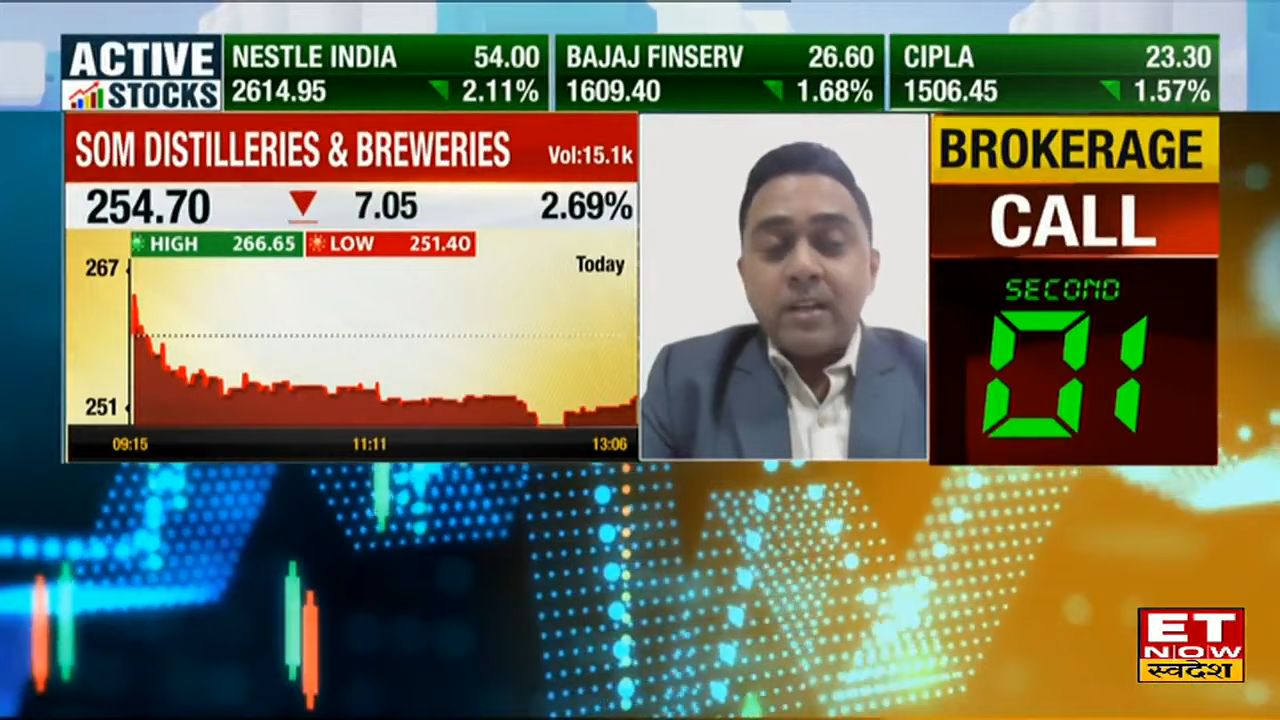 ACTIVE
STOCKS
NESTLE INDIA 54.00
2614.95 2.11%
BAJAJ FINSERV 26.60
1609.40 1.68%
CIPLA 23.30
1506.45 1.57%
SOM DISTILLERIES & BREWERIES Vol:15.1k
254.70 7.05 2.69%
HIGH 266.65 LOW 251.40
Today
267
251
09:15 11:11 13:06
BROKERAGE
CALL
SECOND
01
ET
NOW
स्वदेश